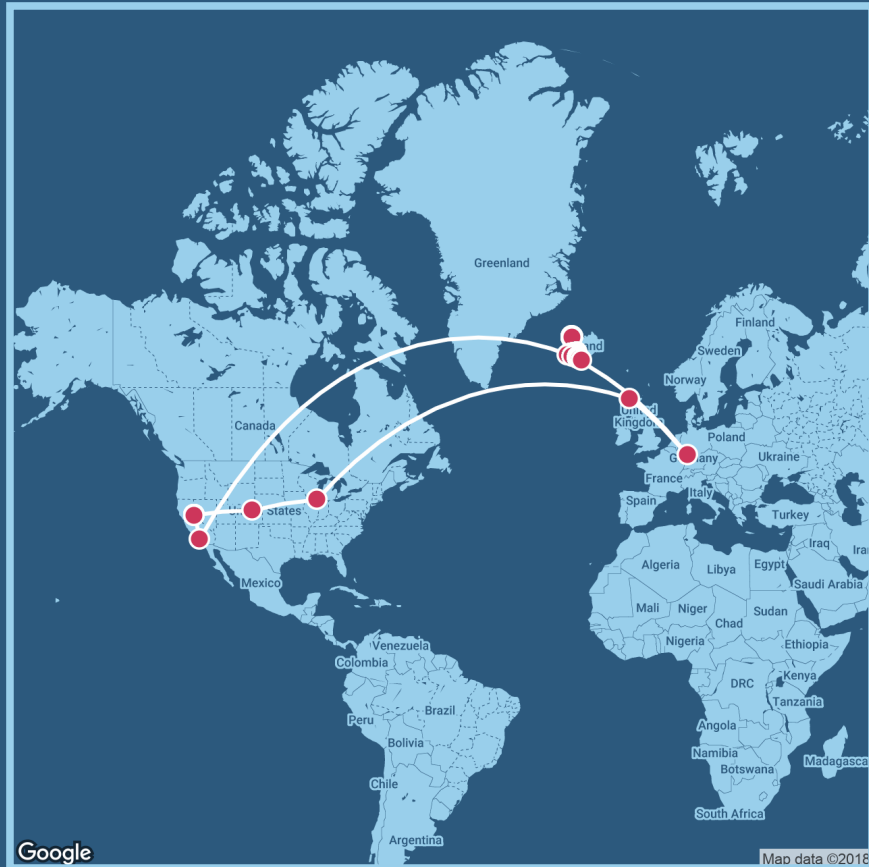 Greenland
Finland
Sweden
Norway
Canada
United
Kingdom
Poland
Ukraine
France
Spain
Italy
Turkey
States
Iraq
Mexico
Algeria
Libya
Egypt
Saudi Arabia
Mali
Niger
Chad
Sudan
Nigeria
Ethiopia
Venezuela
Colombia
Kenya
DRC
Tanzania
Brazil
Peru
Angola
Bolivia
Namibia
Botswana
Madagasca
Chile
South Africa
Argentina
Google
Map data ©2018